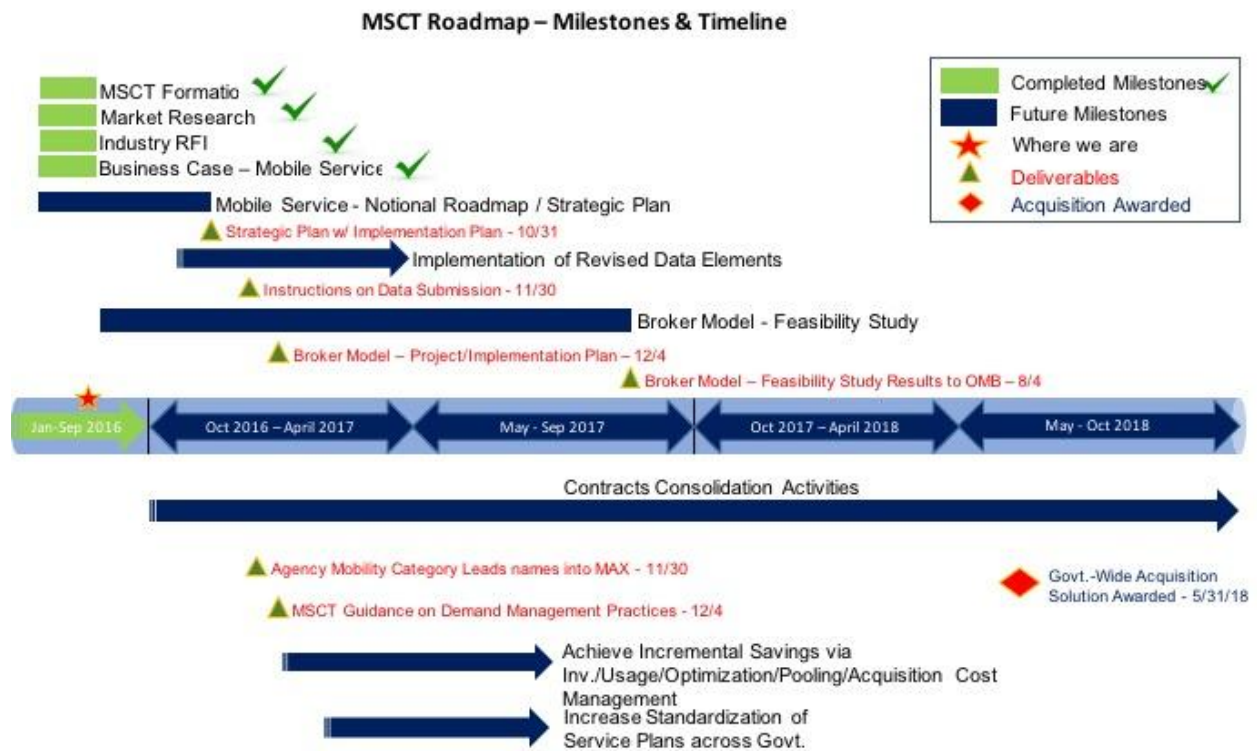 MSCT Roadmap – Milestones & Timeline
MSCT Formatio
Market Research
Industry RFI
Business Case – Mobile Service
Completed Milestones
Future Milestones
Where we are
Deliverables
Acquisition Awarded
Mobile Service - Notional Roadmap / Strategic Plan
Strategic Plan w/ Implementation Plan - 10/31
Implementation of Revised Data Elements
Instructions on Data Submission - 11/30
Broker Model - Feasibility Study
Broker Model – Project/Implementation Plan – 12/4
Broker Model – Feasibility Study Results to OMB – 8/4
Jan-Sep 2016
Oct 2016 – April 2017
May - Sep 2017
Oct 2017 – April 2018
May - Oct 2018
Contracts Consolidation Activities
Agency Mobility Category Leads names into MAX - 11/30
MSCT Guidance on Demand Management Practices - 12/4
Govt.-Wide Acquisition
Solution Awarded - 5/31/18
Achieve Incremental Savings via
Inv./Usage/Optimization/Pooling/Acquisition Cost
Management
Increase Standardization of
Service Plans across Govt.